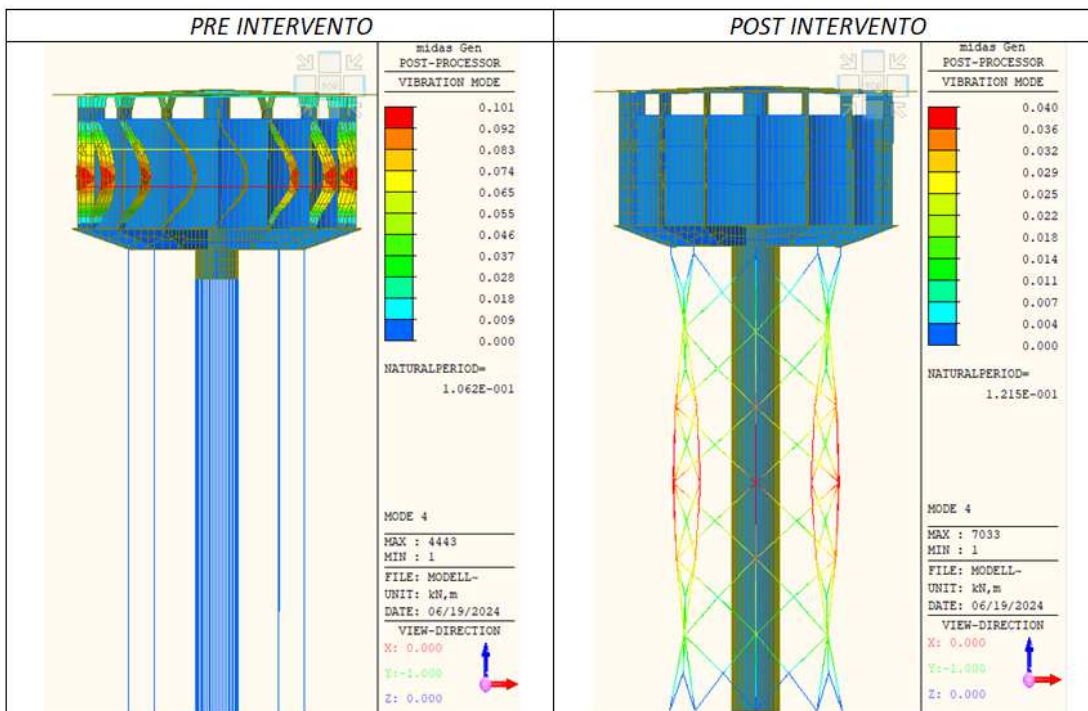 PRE INTERVENTO
POST INTERVENTO
midas Gen
POST-PROCESSOR
VIBRATION MODE
0.101
0.092
0.083
0.074
0.065
0.055
0.046
0.037
0.028
0.018
0.009
0.000
NATURALPERIOD=
1.062E-001
MODE 4
MAX : 4443
MIN : 1
FILE: MODELL~
UNIT: kN,m
DATE: 06/19/2024
VIEW-DIRECTION
X: 0.000
Y:-1.000
Z: 0.000
midas Gen
POST-PROCESSOR
VIBRATION MODE
0.040
0.036
0.032
0.029
0.025
0.022
0.018
0.014
0.011
0.007
0.004
0.000
NATURALPERIOD=
1.215E-001
MODE 4
MAX : 7033
MIN : 1
FILE: MODELL~
UNIT: kN,m
DATE: 06/19/2024
VIEW-DIRECTION
X: 0.000
Y:-1.000
Z: 0.000